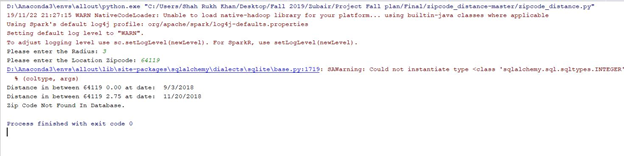 D:\Anaconda3\envs\allout\python.exe "C:/Users/Shah Rukh Khan/Desktop/Fall 2019/Zubair/Project Fall plan/Final/zipcode_distance-master/zipcode_distance.py"
19/11/22 21:27:15 WARN NativeCodeLoader: Unable to load native-hadoop library for your platform... using builtin-java classes where applicable
Using Spark's default log4j profile: org/apache/spark/log4j-defaults.properties
Setting default log level to "WARN".
To adjust logging level use sc.setLogLevel(newLevel). For SparkR, use setLogLevel(newLevel).
Please enter the Radius: 3
Please enter the Location Zipcode: 64119
D:\Anaconda3\envs\allout\lib\site-packages\sqlalchemy\dialects\sqlite\base.py:1719: SAWarning: Could not instantiate type <class 'sqlalchemy.sql.sqltypes.INTEGER'
% (coltype, args)
Distance in between 64119 0.00 at date: 9/3/2018
Distance in between 64119 2.75 at date: 11/20/2018
Zip Code Not Found In Database.
Process finished with exit code 0